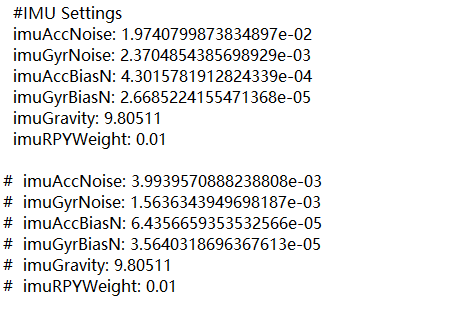 #IMU Settings
imuAccNoise: 1.9740799873834897e-02
imuGyrNoise: 2.3704854385698929e-03
imuAccBiasN: 4.3015781912824339e-04
imuGyrBiasN: 2.6685224155471368e-05
imuGravity: 9.80511
imuRPYWeight: 0.01
# imuAccNoise: 3.9939570888238808e-03
# imuGyrNoise: 1.5636343949698187e-03
# imuAccBiasN: 6.4356659353532566e-05
# imuGyrBiasN: 3.5640318696367613e-05
# imuGravity: 9.80511
# imuRPYWeight: 0.01